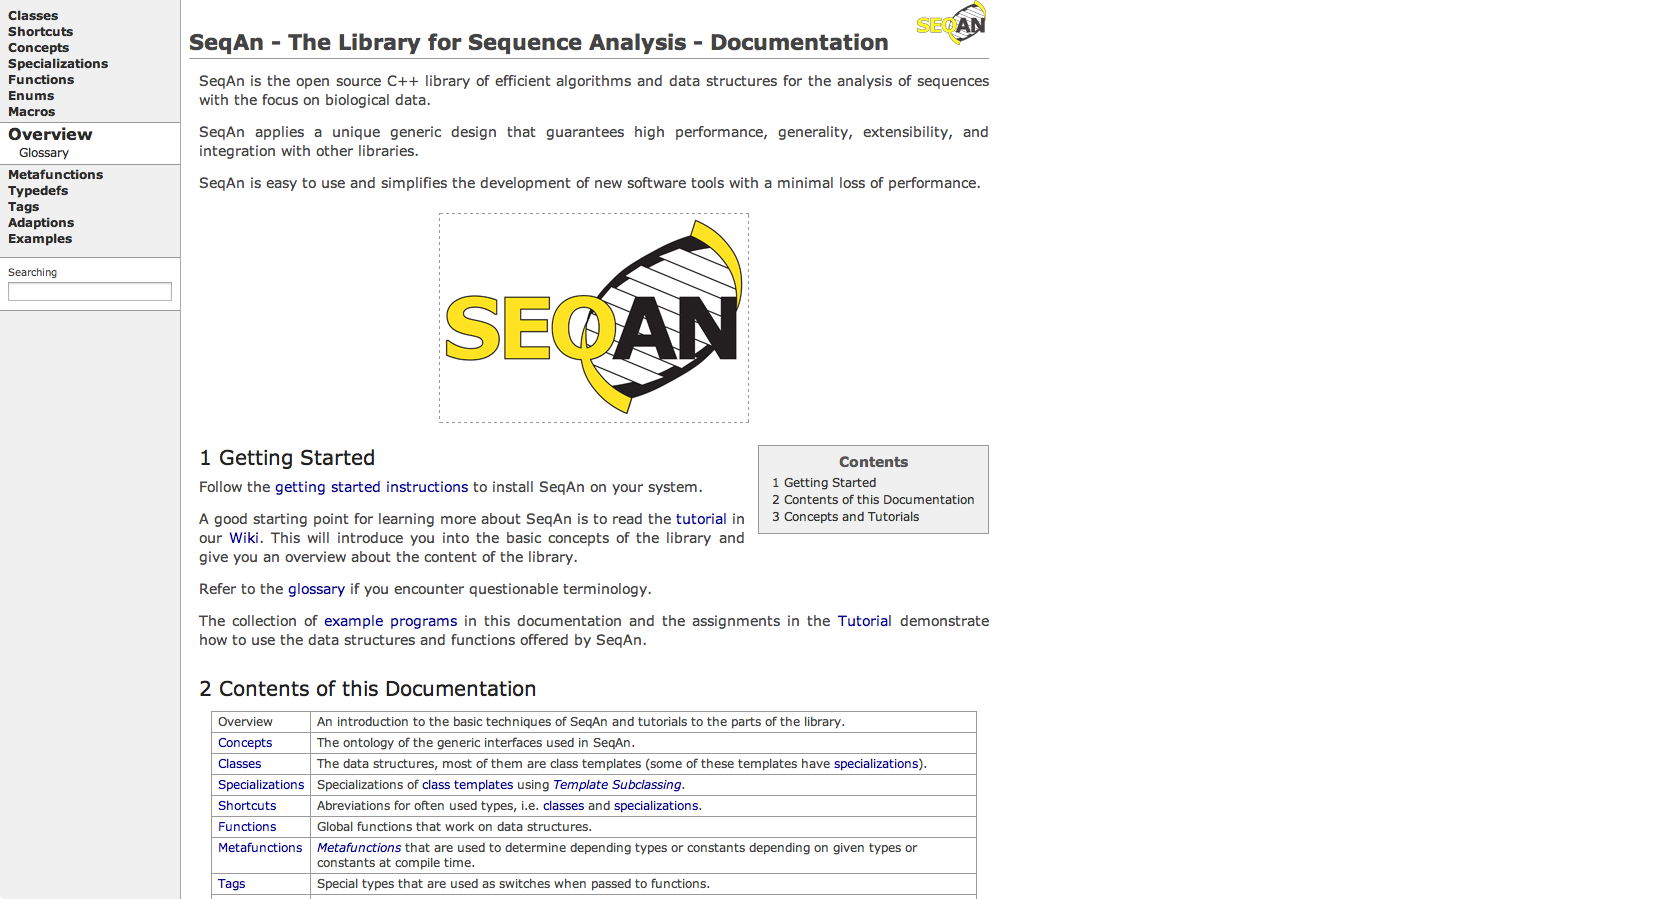 Classes
Shortcuts
Concepts
Specializations
Functions
Enums
Macros
Overview
Glossary
Metafunctions
Typedefs
Tags
Adaptions
Examples
Searching
SEQAN
SeqAn - The Library for Sequence Analysis - Documentation
SeqAn is the open source C++ library of efficient algorithms and data structures for the analysis of sequences
with the focus on biological data.
SeqAn applies a unique generic design that guarantees high performance, generality, extensibility, and
integration with other libraries.
SeqAn is easy to use and simplifies the development of new software tools with a minimal loss of performance.
SEQAN
1 Getting Started
Follow the getting started instructions to install SeqAn on your system.
A good starting point for learning more about SeqAn is to read the tutorial in
our Wiki. This will introduce you into the basic concepts of the library and
give you an overview about the content of the library.
Refer to the glossary if you encounter questionable terminology.
The collection of example programs in this documentation and the assignments in the Tutorial demonstrate
how to use the data structures and functions offered by SeqAn.
Contents
1 Getting Started
2 Contents of this Documentation
3 Concepts and Tutorials
2 Contents of this Documentation
Overview An introduction to the basic techniques of SeqAn and tutorials to the parts of the library.
Concepts The ontology of the generic interfaces used in SeqAn.
Classes The data structures, most of them are class templates (some of these templates have specializations).
Specializations Specializations of class templates using Template Subclassing.
Shortcuts Abreviations for often used types, i.e. classes and specializations.
Functions Global functions that work on data structures.
Metafunctions Metafunctions that are used to determine depending types or constants depending on given types or
constants at compile time.
Tags Special types that are used as switches when passed to functions.